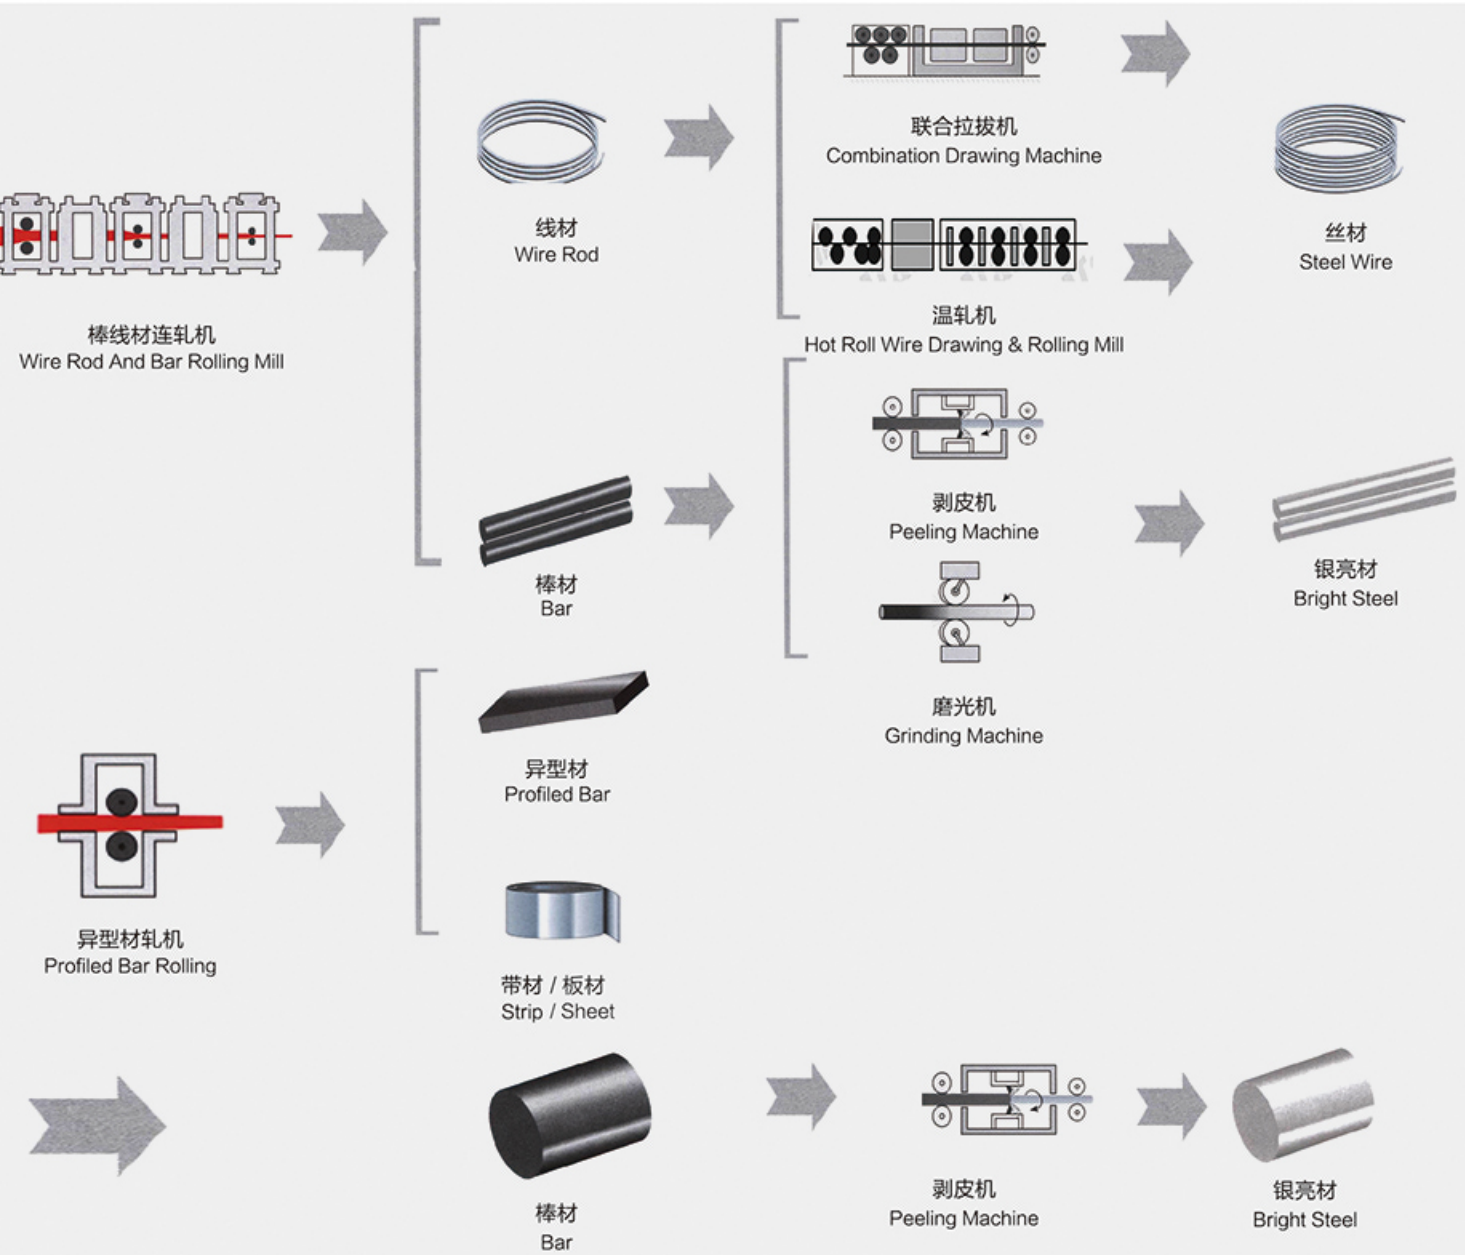 联合拉拔机
Combination Drawing Machine
线材
Wire Rod
丝材
Steel Wire
棒线材连轧机
Wire Rod And Bar Rolling Mill
温轧机
Hot Roll Wire Drawing & Rolling Mill
剥皮机
Peeling Machine
棒材
Bar
银亮材
Bright Steel
磨光机
Grinding Machine
异型材
Profiled Bar
异型材轧机
Profiled Bar Rolling
带材 / 板材
Strip / Sheet
棒材
Bar
剥皮机
Peeling Machine
银亮材
Bright Steel